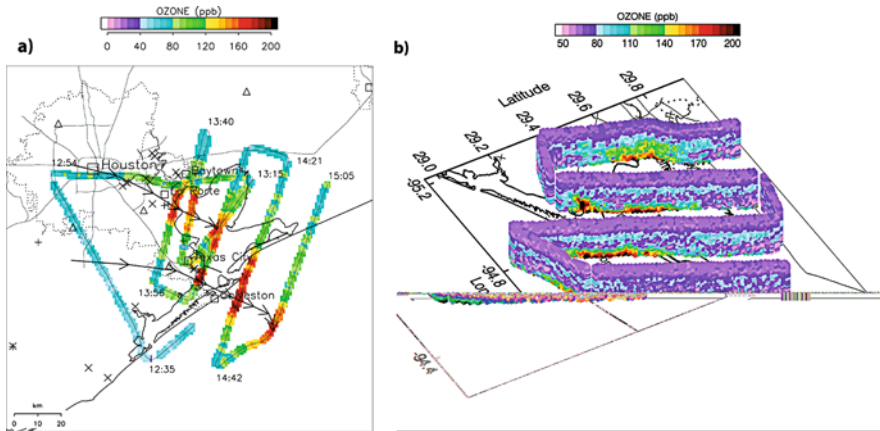 a)
OZONE (ppb)
0 40 80 120 160 200
13:40
12:54
Houston
14:21
Baytown
13:15
15:05
Porte
Texas City
13:56
Galveston
12:35
14:42
km
0 10 20
b)
OZONE (ppb)
50 80 110 140 170 200
Latitude
29.0 29.2 29.4 29.6 29.8
-95.2
-94.8
-94.4